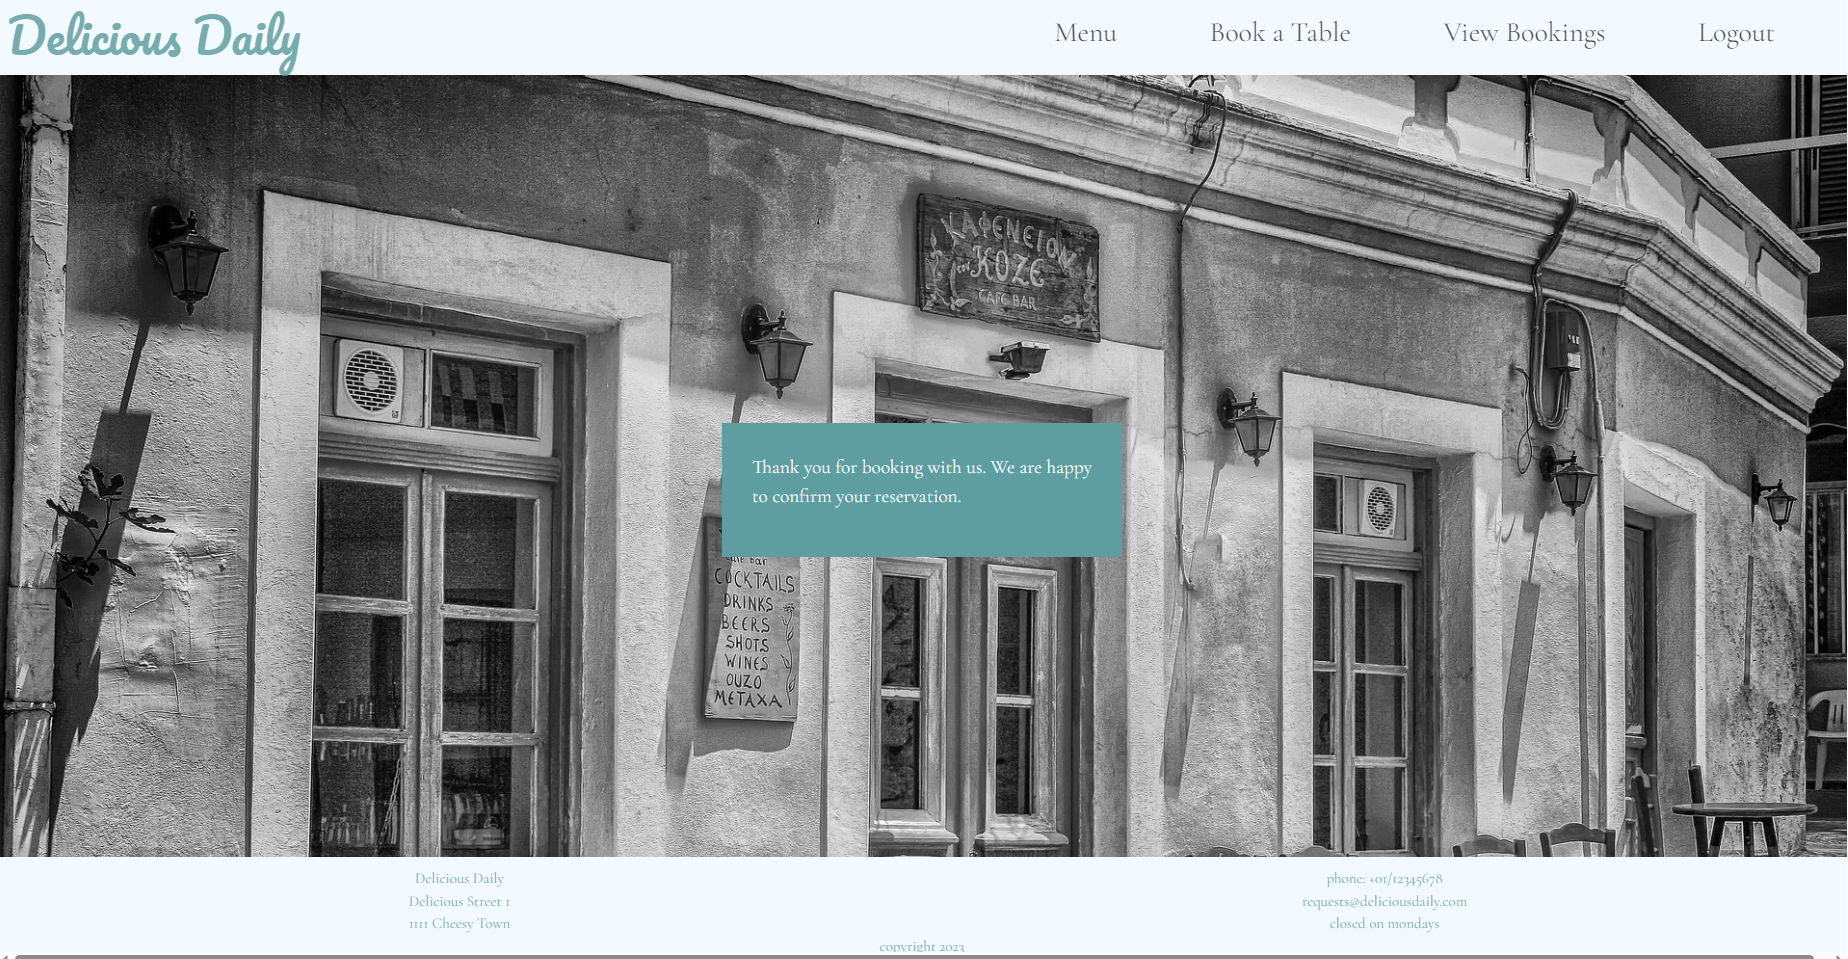 Delicious Daily
Menu
Book a Table
View Bookings
Logout
ΚΑΦΕΝΕΙΟΝ
ΚΟΖΕ
CAFE BAR
Thank you for booking with us. We are happy
to confirm your reservation.
cafe bar
COCKTAILS
DRINKS
BEERS
SHOTS
WINES
OUZO
METAXA
Delicious Daily
Delicious Street 1
1111 Cheesy Town
phone: +01/12345678
requests@deliciousdaily.com
closed on mondays
copyright 2023